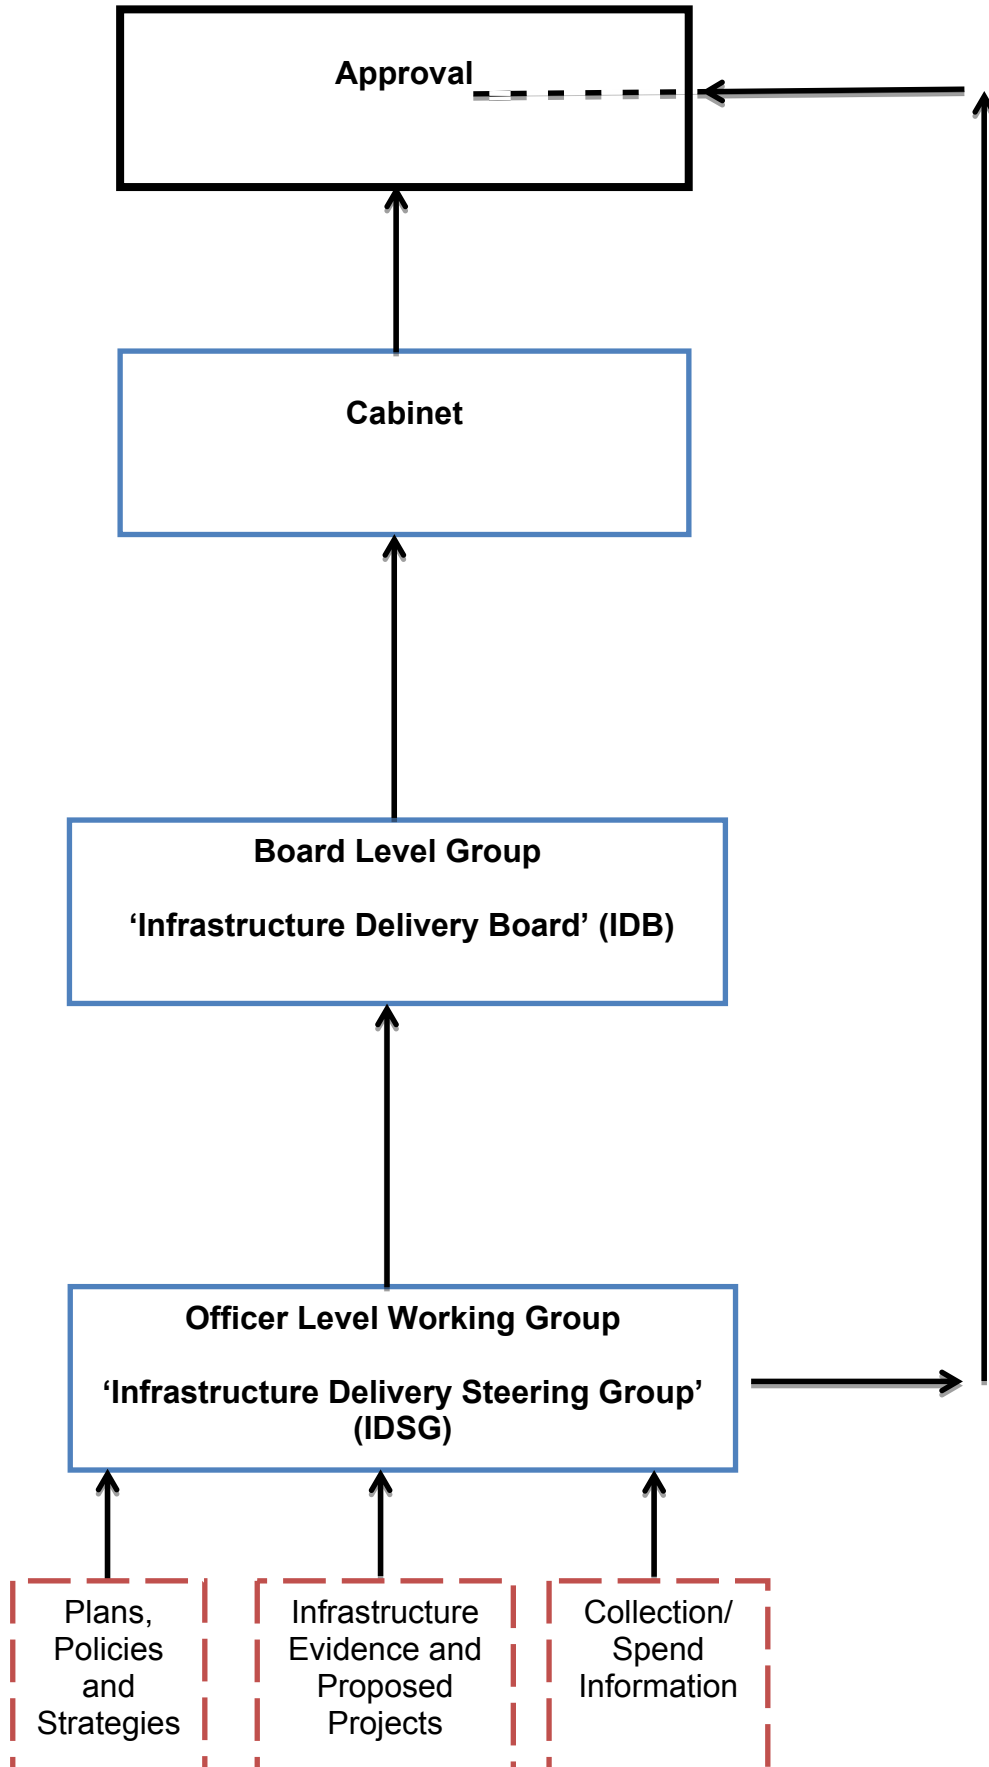 Approval
Cabinet
Board Level Group
‘Infrastructure Delivery Board’ (IDB)
Officer Level Working Group
‘Infrastructure Delivery Steering Group’
(IDSG)
Plans,
Policies
and
Strategies
Infrastructure
Evidence and
Proposed
Projects
Collection/
Spend
Information